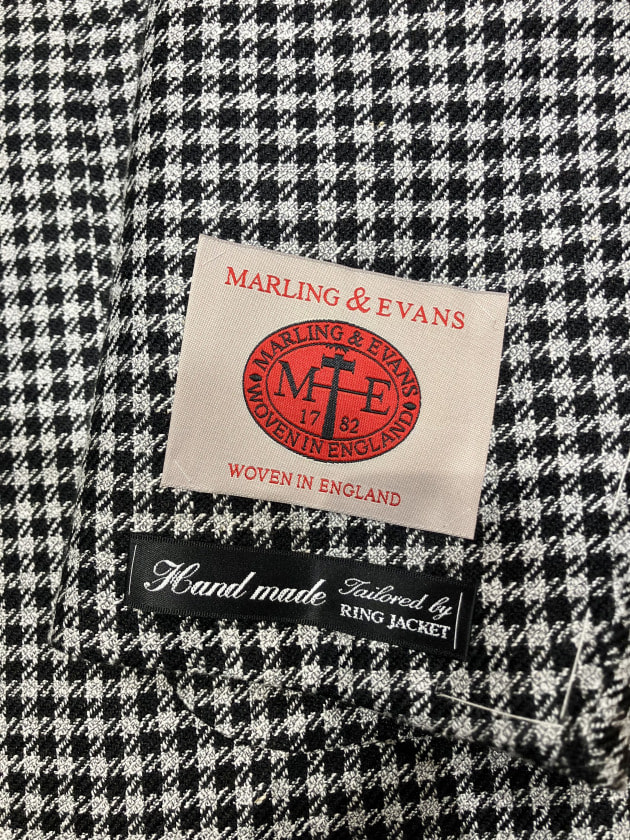 MARLING & EVANS
MARLING & EVANS
M E
17 82
WOVEN IN ENGLAND
WOVEN IN ENGLAND
Hand made
Tailored by
RING JACKET